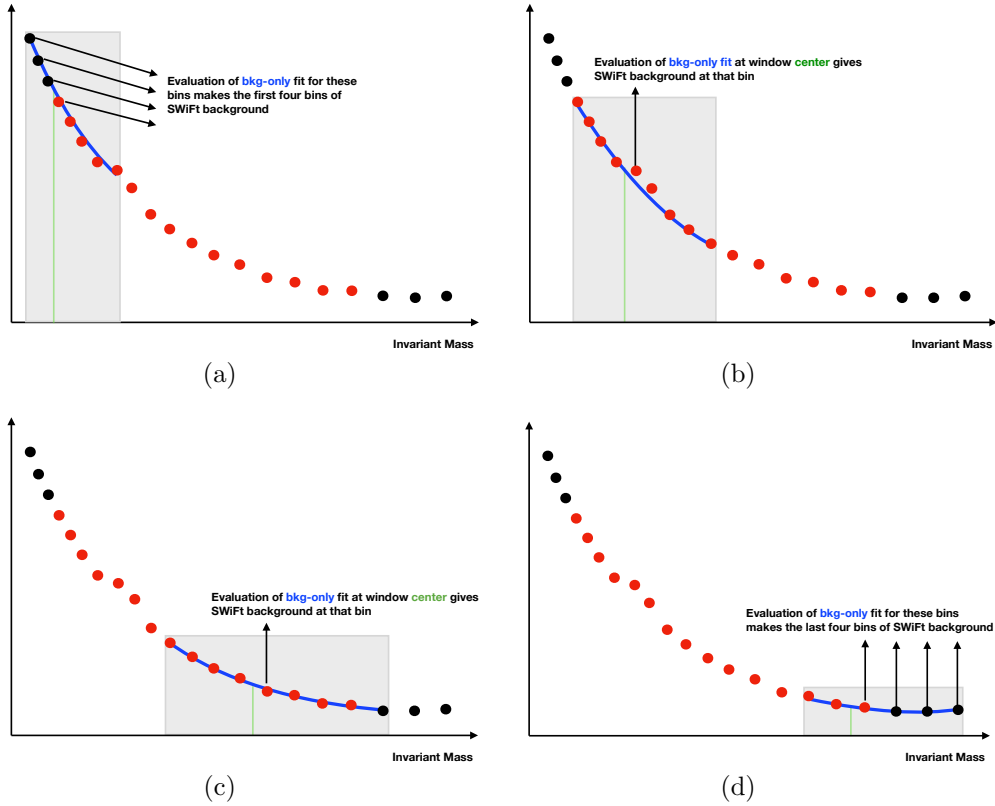 Evaluation of bkg-only fit for these
bins makes the first four bins of
SWiFt background
Invariant Mass
(a)
Evaluation of bkg-only fit at window center gives
SWiFt background at that bin
Invariant Mass
(b)
Evaluation of bkg-only fit at window center gives
SWiFt background at that bin
Invariant Mass
(c)
Evaluation of bkg-only fit for these bins
makes the last four bins of SWiFt background
Invariant Mass
(d)